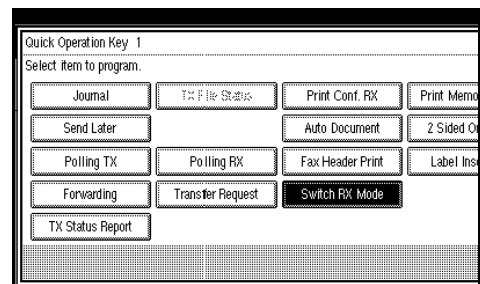 Quick Operation Key 1
Select item to program.
Journal TX File Status Print Conf. RX Print Memo
Send Later Auto Document 2 Sided O
Polling TX Polling RX Fax Header Print Label Ins
Forwarding Transfer Request Switch RX Mode
TX Status Report